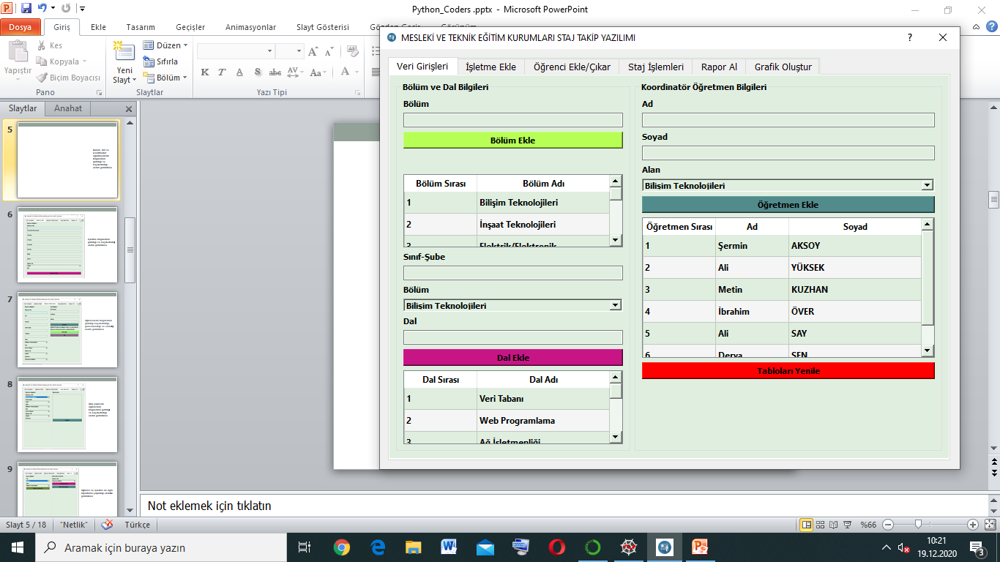 Python_Coders .pptx - Microsoft PowerPoint
Dosya Giriş Ekle Tasarım Geçişler Animasyonlar Slayt Gösterisi
Yapıştır
Kes
Kopyala
Biçim Boyacısı
Pano
Yeni Slayt
Düzen
Sıfırla
Bölüm
Slaytlar
K T A S abc AV Aa A
Yazı Tipi
Slaytlar Anahat
5
6
7
8
9
MESLEKİ VE TEKNİK EĞİTİM KURUMLARI STAJ TAKİP YAZILIMI
Veri Girişleri İşletme Ekle Öğrenci Ekle/Çıkar Staj İşlemleri Rapor Al Grafik Oluştur
Bölüm ve Dal Bilgileri
Bölüm
Bölüm Ekle
Bölüm Sırası Bölüm Adı
1 Bilişim Teknolojileri
2 İnşaat Teknolojileri
3 Elektrik/Elektronik
Sınıf-Şube
Bölüm
Bilişim Teknolojileri
Dal
Dal Ekle
Dal Sırası Dal Adı
1 Veri Tabanı
2 Web Programlama
3 Ağ İşletmenliği
Koordinatör Öğretmen Bilgileri
Ad
Soyad
Alan
Bilişim Teknolojileri
Öğretmen Ekle
Öğretmen Sırası Ad Soyad
1 Şermin AKSOY
2 Ali YÜKSEK
3 Metin KUZHAN
4 İbrahim ÖVER
5 Ali SAY
6 Derya ŞEN
Tabloları Yenile
Not eklemek için tıklatın
Slayt 5 / 18 "Netlik" Türkçe %66
Aramak için buraya yazın
10:21
19.12.2020
3